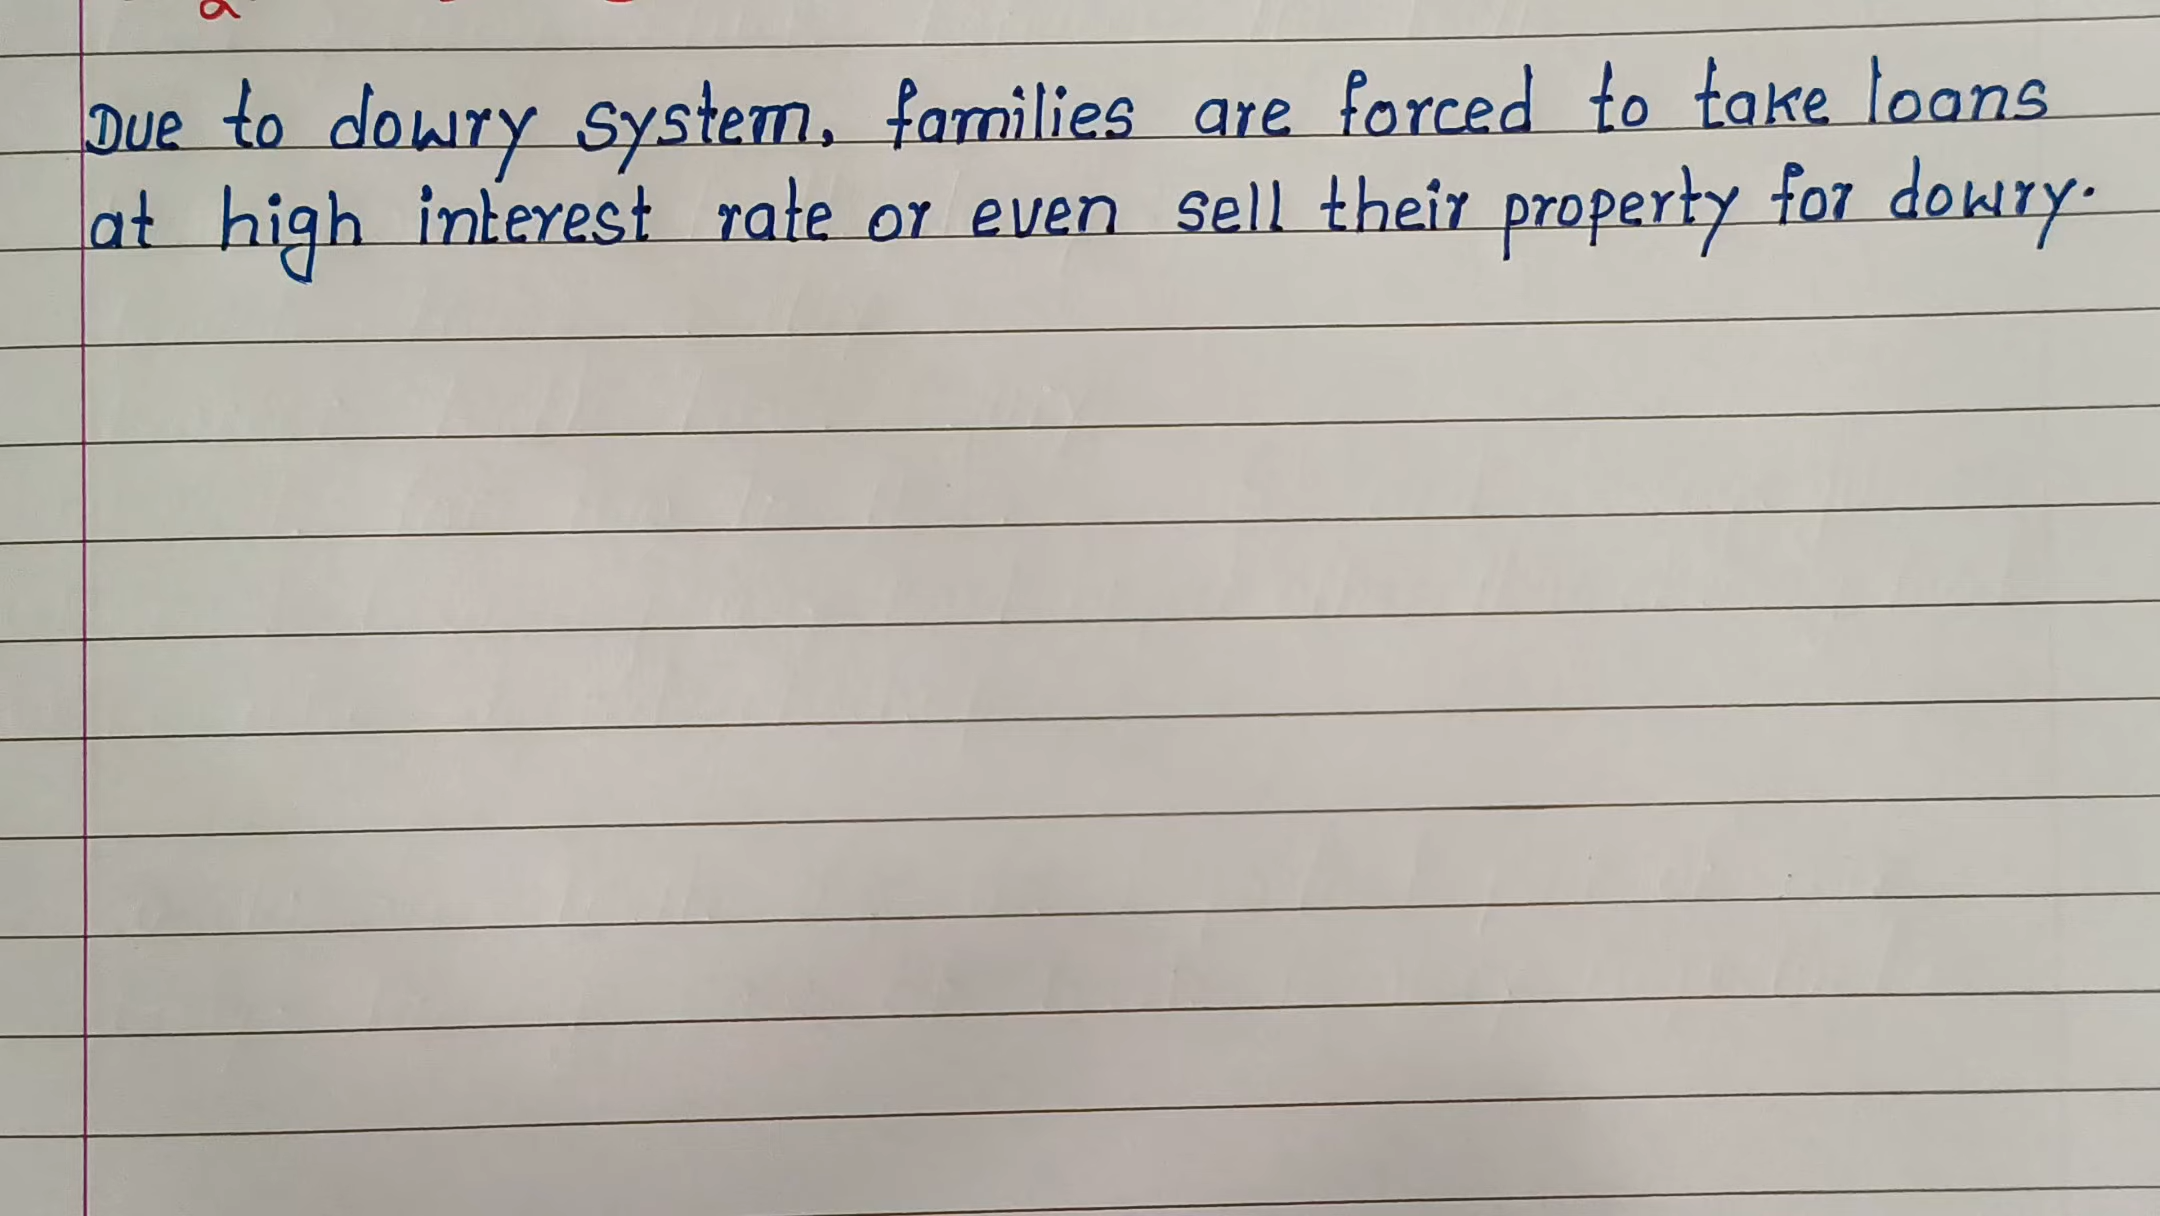 Due to dowry system, families are forced to take loans
at high interest rate or even sell their property for dowry.